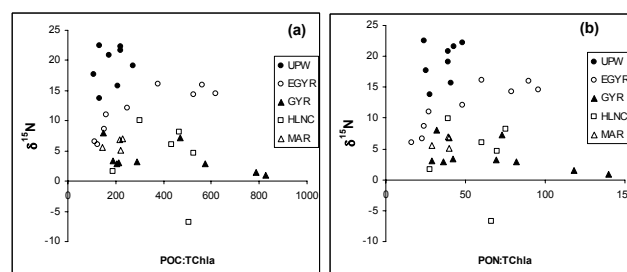 (a)
25
20
15
10
5
0
-5
-10
0 200 400 600 800 1000
δ¹⁵N
POC:TChla
UPW
EGYR
GYR
HLNC
MAR
(b)
25
20
15
10
5
0
-5
-10
0 50 100 150
δ¹⁵N
PON:TChla
UPW
EGYR
GYR
HLNC
MAR